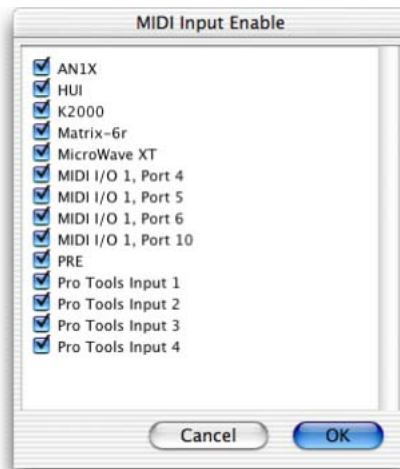 MIDI Input Enable
AN1X
HUI
K2000
Matrix-6r
MicroWave XT
MIDI I/O 1, Port 4
MIDI I/O 1, Port 5
MIDI I/O 1, Port 6
MIDI I/O 1, Port 10
PRE
Pro Tools Input 1
Pro Tools Input 2
Pro Tools Input 3
Pro Tools Input 4
Cancel OK